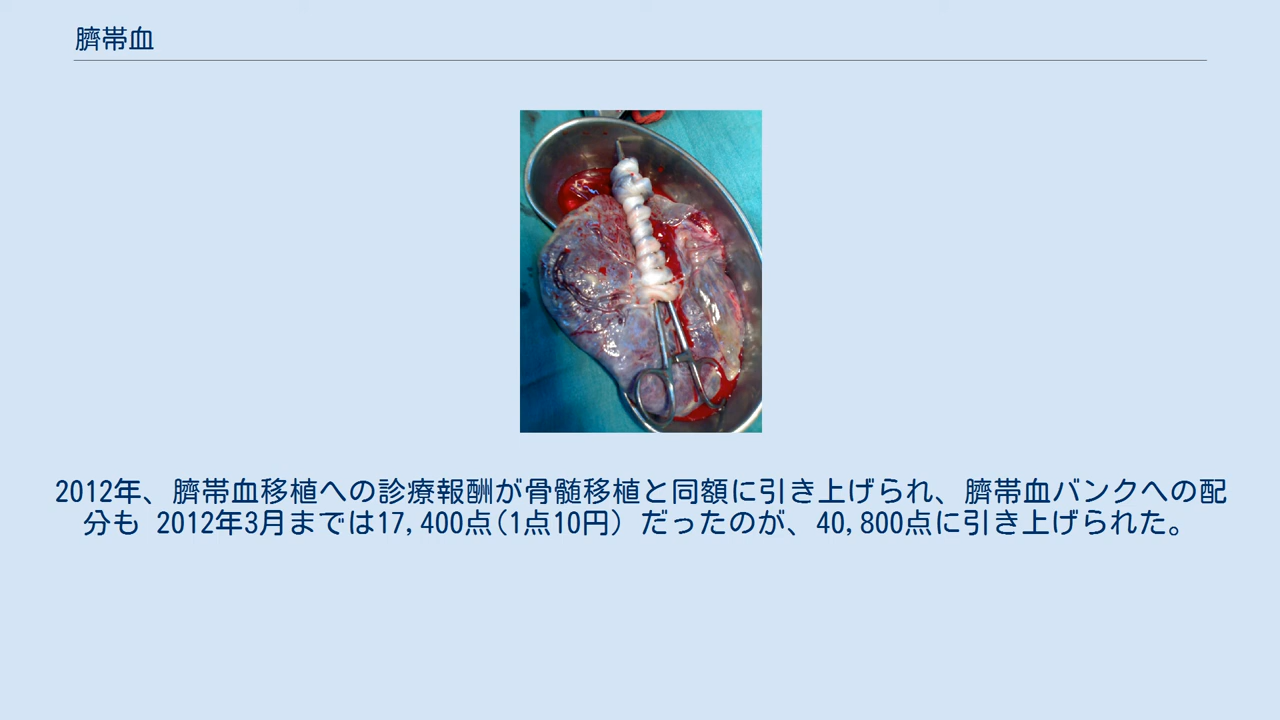 臍帯血
2012年、臍帯血移植への診療報酬が骨髄移植と同額に引き上げられ、臍帯血バンクへの配
分も 2012年3月までは17,400点(1点10円) だったのが、40,800点に引き上げられた。